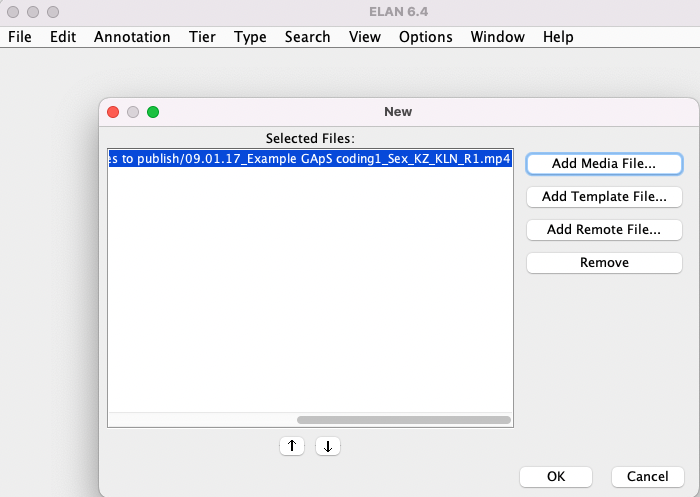 ELAN 6.4
File Edit Annotation Tier Type Search View Options Window Help
New
Selected Files:
es to publish/09.01.17_Example GApS coding1_Sex_KZ_KLN_R1.mp4
Add Media File...
Add Template File...
Add Remote File...
Remove
OK Cancel